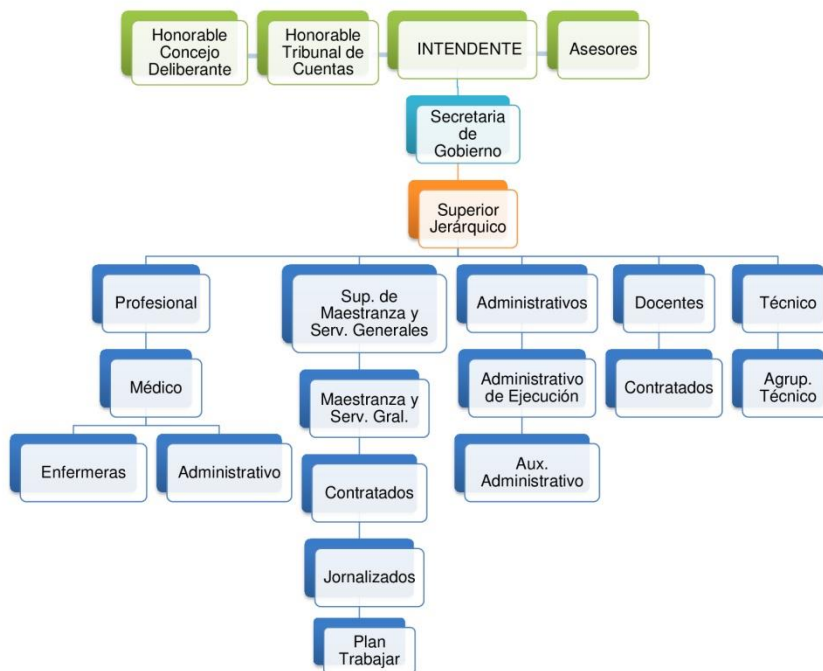 Honorable
Concejo
Deliberante
Honorable
Tribunal de
Cuentas
INTENDENTE
Asesores
Secretaria
de
Gobierno
Superior
Jerárquico
Profesional
Sup. de
Maestranza y
Serv. Generales
Administrativos
Docentes
Técnico
Médico
Maestranza y
Serv. Gral.
Administrativo
de Ejecución
Contratados
Agrup.
Técnico
Enfermeras
Administrativo
Contratados
Aux.
Administrativo
Jornalizados
Plan
Trabajar